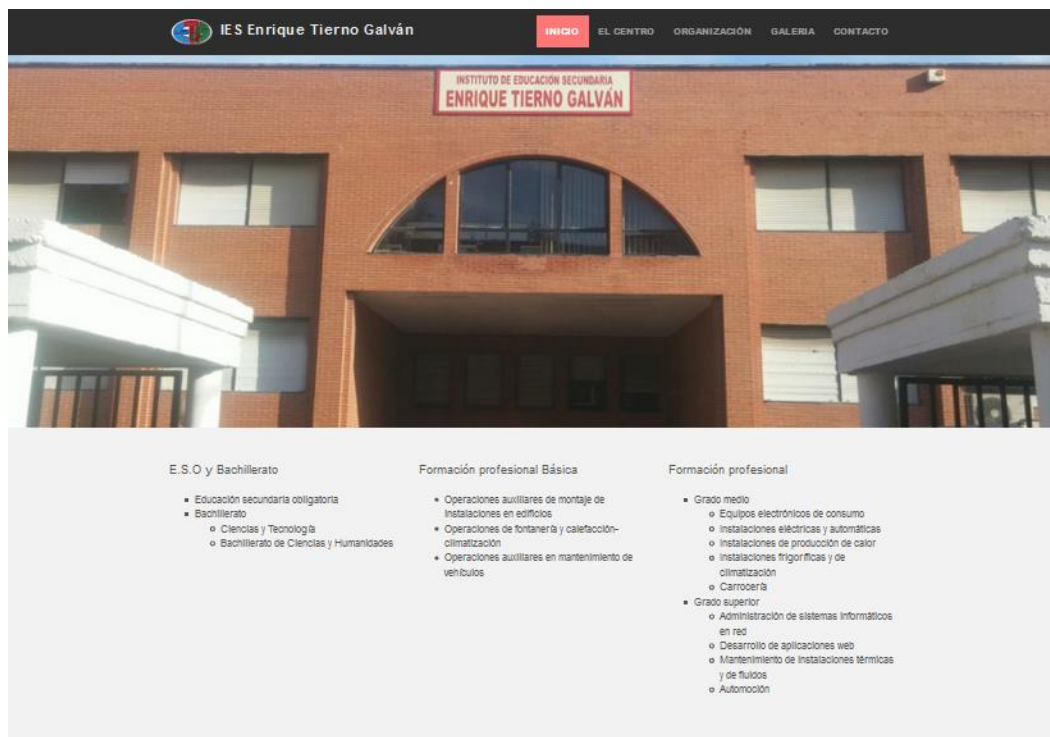 IES Enrique Tierno Galván
INICIO
EL CENTRO
ORGANIZACIÓN
GALERIA
CONTACTO
INSTITUTO DE EDUCACIÓN SECUNDARIA
ENRIQUE TIERNO GALVÁN
E.S.O y Bachillerato
Educación secundaria obligatoria
Bachillerato
Ciencias y Tecnología
Bachillerato de Ciencias y Humanidades
Formación profesional Básica
Operaciones auxiliares de montaje de
instalaciones en edificios
Operaciones de fontanería y calefacción-
climatización
Operaciones auxiliares en mantenimiento de
vehículos
Formación profesional
Grado medio
Equipos electrónicos de consumo
Instalaciones eléctricas y automáticas
Instalaciones de producción de calor
Instalaciones frigoríficas y de
climatización
Carrocería
Grado superior
Administración de sistemas informáticos
en red
Desarrollo de aplicaciones web
Mantenimiento de instalaciones térmicas
y de fluidos
Automoción